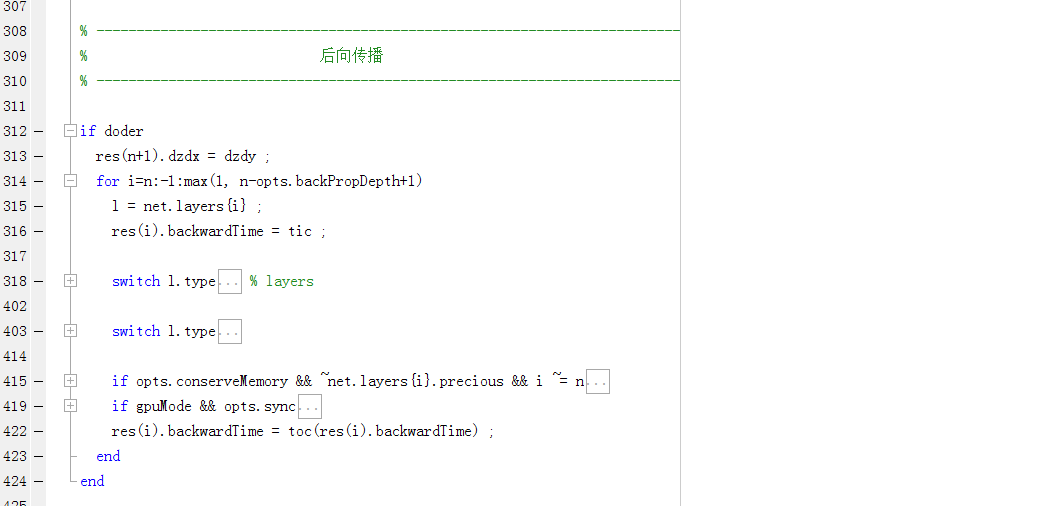 307
308 % -------------------------------------------------------------------------
309 % 后向传播
310 % -------------------------------------------------------------------------
311
312 — if doder
313 — res(n+1).dzdx = dzdy ;
314 — for i=n:-1:max(1, n-opts.backPropDepth+1)
315 — l = net.layers{i} ;
316 — res(i).backwardTime = tic ;
317
318 — switch l.type... % layers
402
403 — switch l.type...
414
415 — if opts.conserveMemory && ~net.layers{i}.precious && i ~= n...
419 — if gpuMode && opts.sync...
422 — res(i).backwardTime = toc(res(i).backwardTime) ;
423 — end
424 — end
425